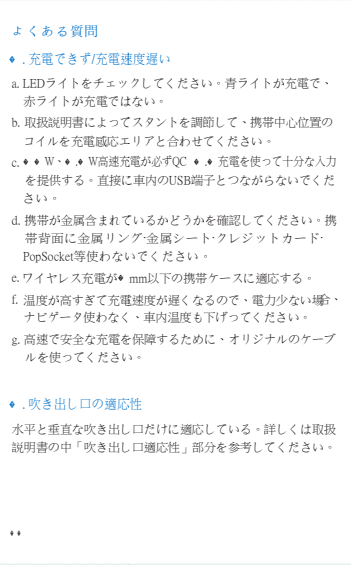 よくある質問
♦ . 充電できず/充電速度遅い
a. LEDライトをチェックしてください。青ライトが充電で、
赤ライトが充電ではない。
b. 取扱説明書によってスタントを調節して、携帯中心位置の
コイルを充電感応エリアと合わせてください。
c. ♦ ♦ W、♦ .♦ W高速充電が必ずQC ♦ .♦ 充電を使って十分な入力
を提供する。直接に車内のUSB端子とつながらないでくだ
さい。
d. 携帯が金属含まれているかどうかを確認してください。携
帯背面に金属リング·金属シート·クレジットカード·
PopSocket等使わないでください。
e. ワイヤレス充電が♦ mm以下の携帯ケースに適応する。
f. 温度が高すぎて充電速度が遅くなるので、電力少ない場合、
ナビゲータ使わなく、車内温度も下げってください。
g. 高速で安全な充電を保障するために、オリジナルのケーブ
ルを使ってください。
♦ . 吹き出し口の適応性
水平と垂直な吹き出し口だけに適応している。詳しくは取扱
説明書の中「吹き出し口適応性」部分を参考してください。
♦ ♦